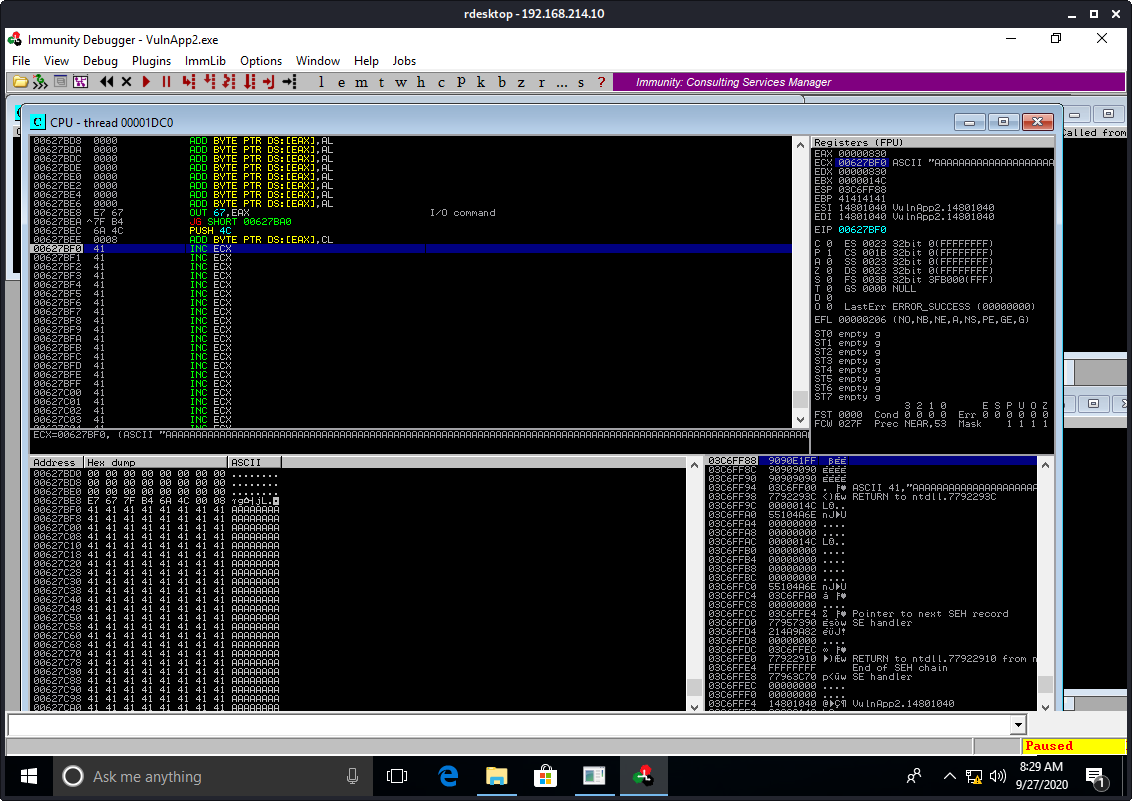 rdesktop - 192.168.214.10
Immunity Debugger - VulnApp2.exe
File View Debug Plugins ImmLib Options Window Help Jobs
l e m t w h c P k b z r ... s ? Immunity: Consulting Services Manager
Called from
CPU - thread 00001DC0
00627BD8 0000 ADD BYTE PTR DS:[EAX],AL
00627BDA 0000 ADD BYTE PTR DS:[EAX],AL
00627BDC 0000 ADD BYTE PTR DS:[EAX],AL
00627BDE 0000 ADD BYTE PTR DS:[EAX],AL
00627BE0 0000 ADD BYTE PTR DS:[EAX],AL
00627BE2 0000 ADD BYTE PTR DS:[EAX],AL
00627BE4 0000 ADD BYTE PTR DS:[EAX],AL
00627BE6 0000 ADD BYTE PTR DS:[EAX],AL
00627BE8 E7 67 OUT 67,EAX I/O command
00627BEA ^7F B4 JG SHORT 00627BA0
00627BEC 6A 4C PUSH 4C
00627BEE 0008 ADD BYTE PTR DS:[EAX],CL
00627BF0 41 INC ECX
00627BF1 41 INC ECX
00627BF2 41 INC ECX
00627BF3 41 INC ECX
00627BF4 41 INC ECX
00627BF5 41 INC ECX
00627BF6 41 INC ECX
00627BF7 41 INC ECX
00627BF8 41 INC ECX
00627BF9 41 INC ECX
00627BFA 41 INC ECX
00627BFB 41 INC ECX
00627BFC 41 INC ECX
00627BFD 41 INC ECX
00627BFE 41 INC ECX
00627BFF 41 INC ECX
00627C00 41 INC ECX
00627C01 41 INC ECX
00627C02 41 INC ECX
00627C03 41 INC ECX
ECX=00627BF0, (ASCII "AAAAAAAAAAAAAAAAAAAAAAAAAAAAAAAAAAAAAAAAAAAAAAAAAAAAAAAAAAAAAAAAAAAAAAAAAAAAAAAAAAAAAAAAAAAAAAAAAAAAAAAAA
Registers (FPU)
EAX 00000830
ECX 00627BF0 ASCII "AAAAAAAAAAAAAAAAAAAA
EDX 00000830
EBX 0000014C
ESP 03C6FF88
EBP 41414141
ESI 14801040 VulnApp2.14801040
EDI 14801040 VulnApp2.14801040
EIP 00627BF0
C 0 ES 0023 32bit 0(FFFFFFFF)
P 1 CS 001B 32bit 0(FFFFFFFF)
A 0 SS 0023 32bit 0(FFFFFFFF)
Z 0 DS 0023 32bit 0(FFFFFFFF)
S 0 FS 003B 32bit 3FB000(FFF)
T 0 GS 0000 NULL
D 0
O 0 LastErr ERROR_SUCCESS (00000000)
EFL 00000206 (NO,NB,NE,A,NS,PE,GE,G)
ST0 empty g
ST1 empty g
ST2 empty g
ST3 empty g
ST4 empty g
ST5 empty g
ST6 empty g
ST7 empty g
3 2 1 0 E S P U O Z
FST 0000 Cond 0 0 0 0 Err 0 0 0 0 0 0
FCW 027F Prec NEAR,53 Mask 1 1 1 1
Address Hex dump ASCII
00627BD0 00 00 00 00 00 00 00 00 ........
00627BD8 00 00 00 00 00 00 00 00 ........
00627BE0 00 00 00 00 00 00 00 00 ........
00627BE8 E7 67 7F B4 6A 4C 00 08
00627BF0 41 41 41 41 41 41 41 41 AAAAAAAA
00627BF8 41 41 41 41 41 41 41 41 AAAAAAAA
00627C00 41 41 41 41 41 41 41 41 AAAAAAAA
00627C08 41 41 41 41 41 41 41 41 AAAAAAAA
00627C10 41 41 41 41 41 41 41 41 AAAAAAAA
00627C18 41 41 41 41 41 41 41 41 AAAAAAAA
00627C20 41 41 41 41 41 41 41 41 AAAAAAAA
00627C28 41 41 41 41 41 41 41 41 AAAAAAAA
00627C30 41 41 41 41 41 41 41 41 AAAAAAAA
00627C38 41 41 41 41 41 41 41 41 AAAAAAAA
00627C40 41 41 41 41 41 41 41 41 AAAAAAAA
00627C48 41 41 41 41 41 41 41 41 AAAAAAAA
00627C50 41 41 41 41 41 41 41 41 AAAAAAAA
00627C58 41 41 41 41 41 41 41 41 AAAAAAAA
00627C60 41 41 41 41 41 41 41 41 AAAAAAAA
00627C68 41 41 41 41 41 41 41 41 AAAAAAAA
00627C70 41 41 41 41 41 41 41 41 AAAAAAAA
00627C78 41 41 41 41 41 41 41 41 AAAAAAAA
00627C80 41 41 41 41 41 41 41 41 AAAAAAAA
00627C88 41 41 41 41 41 41 41 41 AAAAAAAA
00627C90 41 41 41 41 41 41 41 41 AAAAAAAA
00627C98 41 41 41 41 41 41 41 41 AAAAAAAA
00627CA0 41 41 41 41 41 41 41 41 AAAAAAAA
03C6FF88 9090E1FF
03C6FF8C 90909090 ÉÉÉÉ
03C6FF90 90909090 ÉÉÉÉ
03C6FF94 03C6FF00 ASCII 41,"AAAAAAAAAAAAAAAAAAA
03C6FF98 7792293C RETURN to ntdll.7792293C
03C6FF9C 0000014C L0..
03C6FFA0 55104A6E
03C6FFA4 00000000 ....
03C6FFA8 00000000 ....
03C6FFAC 0000014C L0..
03C6FFB0 00000000 ....
03C6FFB4 00000000 ....
03C6FFB8 00000000 ....
03C6FFBC 00000000 ....
03C6FFC0 55104A6E
03C6FFC4 03C6FFA0
03C6FFC8 00000000 ....
03C6FFCC 03C6FFE4 Pointer to next SEH record
03C6FFD0 77957390 SE handler
03C6FFD4 214A9A82
03C6FFD8 00000000 ....
03C6FFDC 03C6FFEC
03C6FFE0 77922910 RETURN to ntdll.77922910 from n
03C6FFE4 FFFFFFFF End of SEH chain
03C6FFE8 77963C70 SE handler
03C6FFEC 00000000 ....
03C6FFF0 00000000 ....
03C6FFF4 14801040 VulnApp2.14801040
Paused
Ask me anything
8:29 AM
9/27/2020
1